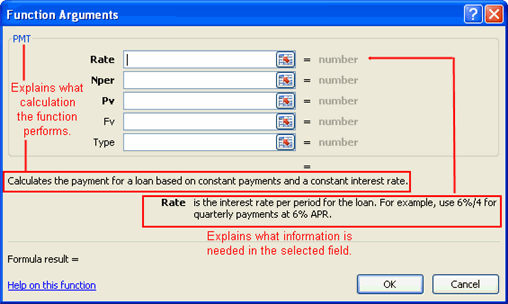 Function Arguments
PMT
Rate = number
Nper = number
Pv = number
Fv = number
Type = number
Explains what
calculation
the function
performs.
=
Calculates the payment for a loan based on constant payments and a constant interest rate.
Rate is the interest rate per period for the loan. For example, use 6%/4 for
quarterly payments at 6% APR.
Explains what information is
needed in the selected field.
Formula result =
Help on this function
OK
Cancel